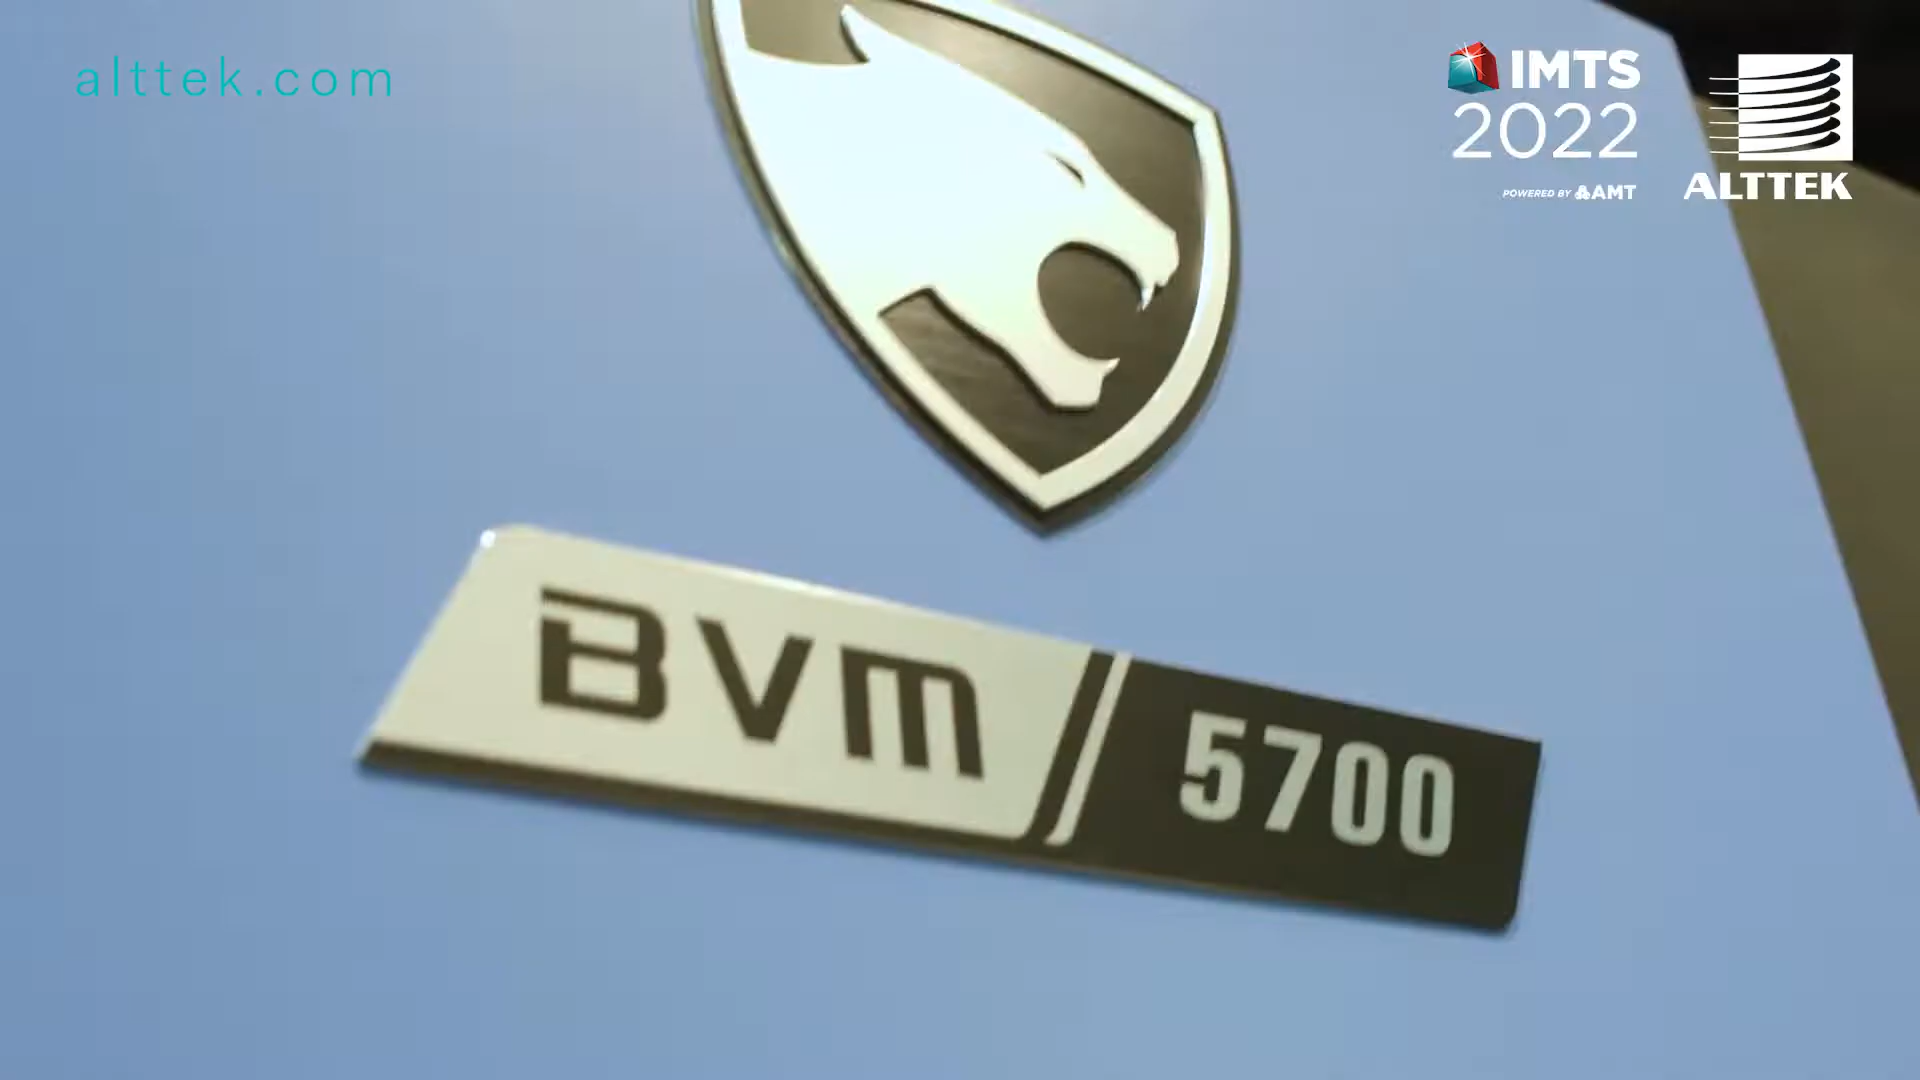 alttek.com
IMTS
2022
POWERED BY AMT
ALTTEK
BVM 5700